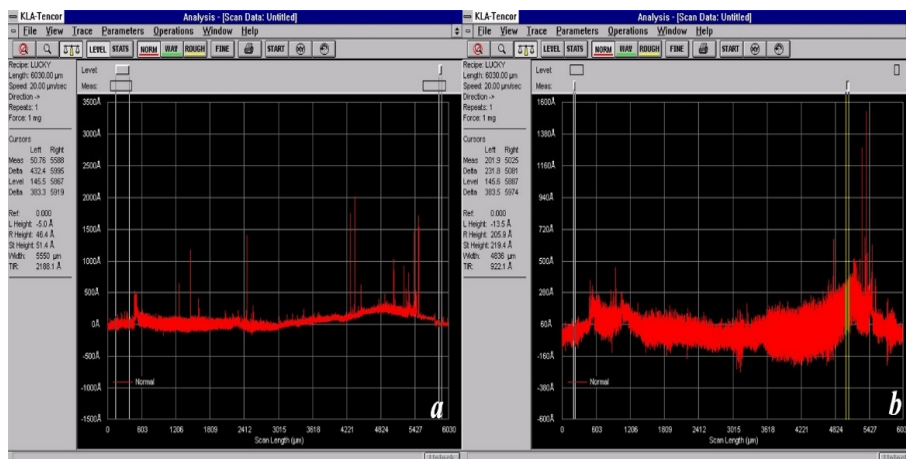 KLA-Tencor
Analysis - [Scan Data: Untitled]
File View Trace Parameters Operations Window Help
LEVEL STATS NORM WAV ROUGH FINE START
Recipe: LUCKY
Length: 6030.00 µm
Speed: 20.00 µm/sec
Direction: ->
Repeats: 1
Force: 1 mg
Cursors
Left Right
Meas 50.76 5588
Delta 432.4 5995
Level 145.5 5867
Delta 383.3 5919
Ref: 0.000
L Height: -5.0 Å
R Height: 46.4 Å
St Height: 51.4 Å
Width: 5550 µm
TIR: 2188.1 Å
Level:
Meas:
3500Å
3000Å
2500Å
2000Å
1500Å
1000Å
500Å
0Å
-500Å
-1000Å
-1500Å
Normal
a
0 603 1206 1809 2412 3015 3618 4221 4824 5427 6030
Scan Length (µm)
KLA-Tencor
Analysis - [Scan Data: Untitled]
File View Trace Parameters Operations Window Help
LEVEL STATS NORM WAV ROUGH FINE START
Recipe: LUCKY
Length: 6030.00 µm
Speed: 20.00 µm/sec
Direction: ->
Repeats: 1
Force: 1 mg
Cursors
Left Right
Meas 201.9 5025
Delta 231.8 5081
Level 145.6 5887
Delta 383.5 5974
Ref: 0.000
L Height: -13.5 Å
R Height: 205.9 Å
St Height: 219.4 Å
Width: 4836 µm
TIR: 922.1 Å
Level:
Meas:
1600Å
1380Å
1160Å
940Å
720Å
500Å
280Å
60Å
-160Å
-380Å
-600Å
Normal
b
0 603 1206 1809 2412 3015 3618 4221 4824 5427
Scan Length (µm)